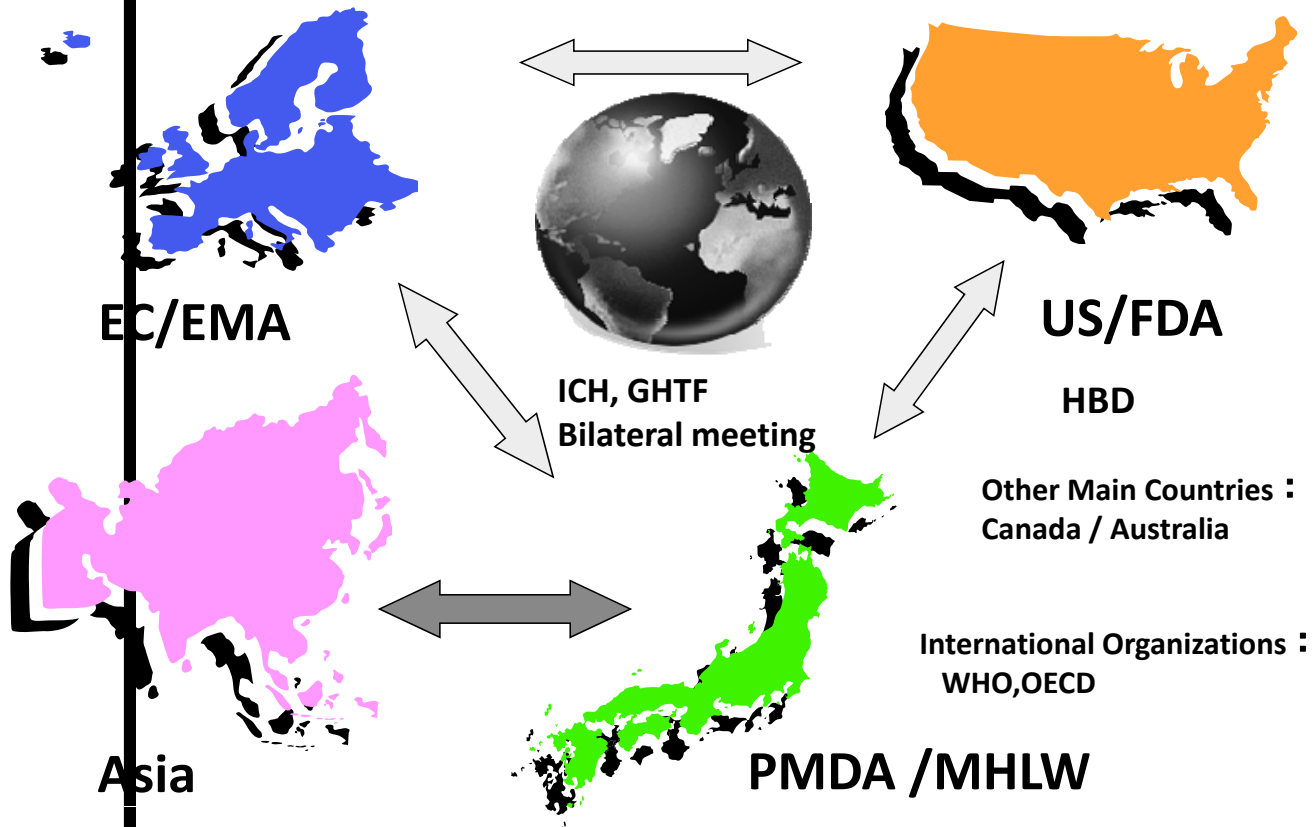 EC/EMA
US/FDA
ICH, GHTF
Bilateral meeting
HBD
Other Main Countries：
Canada / Australia
International Organizations：
WHO,OECD
Asia
PMDA /MHLW